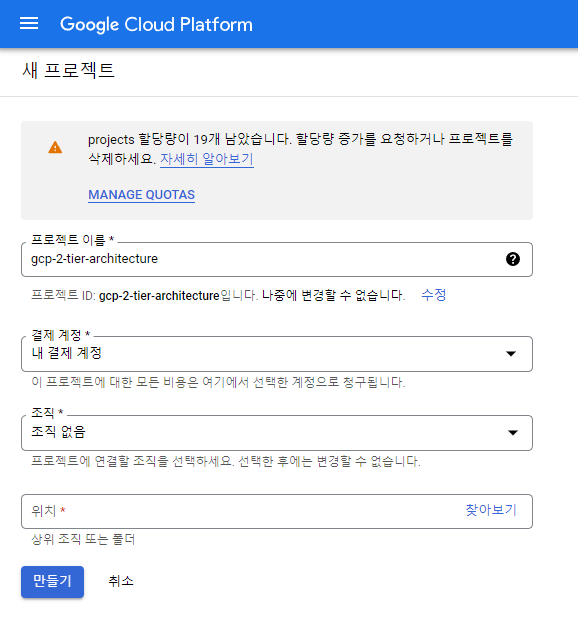 Google Cloud Platform
새 프로젝트
projects 할당량이 19개 남았습니다. 할당량 증가를 요청하거나 프로젝트를
삭제하세요. 자세히 알아보기
MANAGE QUOTAS
프로젝트 이름 *
gcp-2-tier-architecture
프로젝트 ID: gcp-2-tier-architecture입니다. 나중에 변경할 수 없습니다. 수정
결제 계정 *
내 결제 계정
이 프로젝트에 대한 모든 비용은 여기에서 선택한 계정으로 청구됩니다.
조직 *
조직 없음
프로젝트에 연결할 조직을 선택하세요. 선택한 후에는 변경할 수 없습니다.
위치 * 찾아보기
상위 조직 또는 폴더
만들기 취소